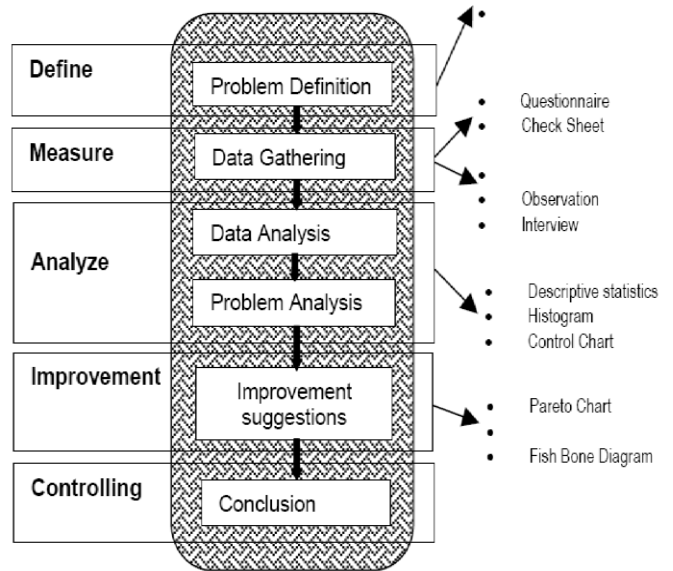 Define
Problem Definition
•
Measure
Data Gathering
• Questionnaire
• Check Sheet
•
• Observation
• Interview
Analyze
Data Analysis
Problem Analysis
• Descriptive statistics
• Histogram
• Control Chart
Improvement
Improvement
suggestions
• Pareto Chart
•
• Fish Bone Diagram
Controlling
Conclusion